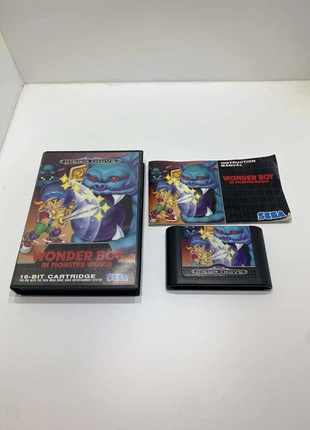 MEGA DRIVE
WONDER BOY
IN MONSTER WORLD
16-BIT CARTRIDGE
SEGA
INSTRUCTION
MANUAL
WONDER BOY
IN MONSTER WORLD
SEGA
MEGA DRIVE